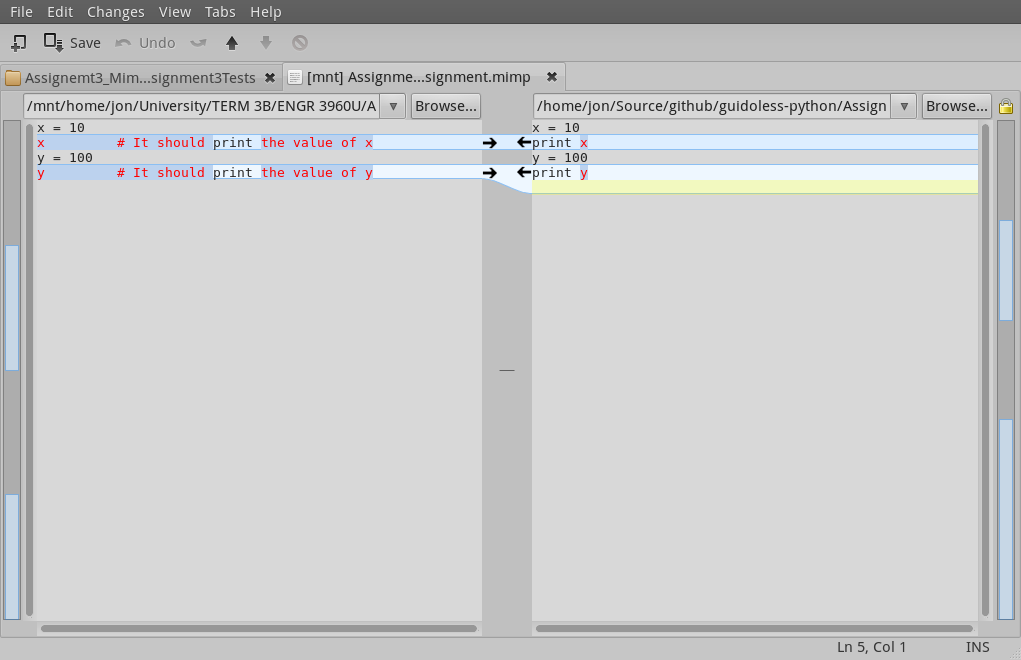 File Edit Changes View Tabs Help
Save Undo
Assignemt3_Mim...signment3Tests [mnt] Assignme...signment.mimp
/mnt/home/jon/University/TERM 3B/ENGR 3960U/A Browse... /home/jon/Source/github/guidoless-python/Assign Browse...
x = 10
x         # It should print the value of x
y = 100
y         # It should print the value of y
x = 10
print x
y = 100
print y
Ln 5, Col 1 INS